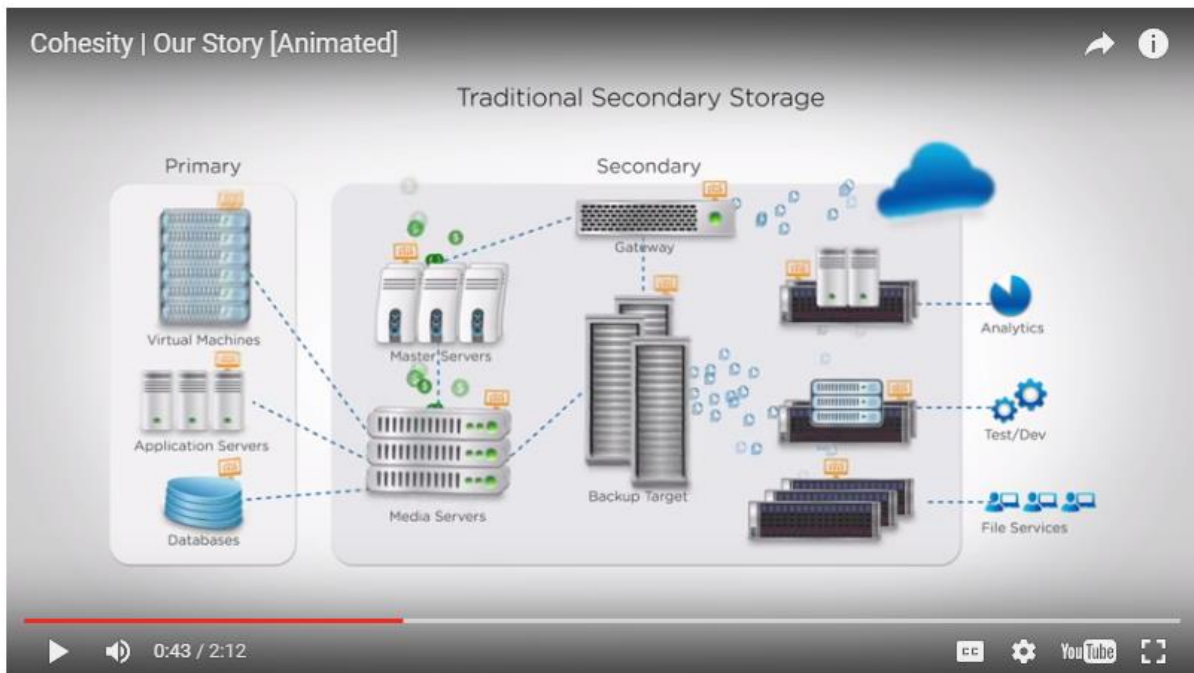 Cohesity | Our Story [Animated]
Traditional Secondary Storage
Primary
Secondary
Gateway
Virtual Machines
Master Servers
Analytics
Application Servers
Test/Dev
Backup Target
Media Servers
File Services
Databases
0:43 / 2:12
CC
YouTube